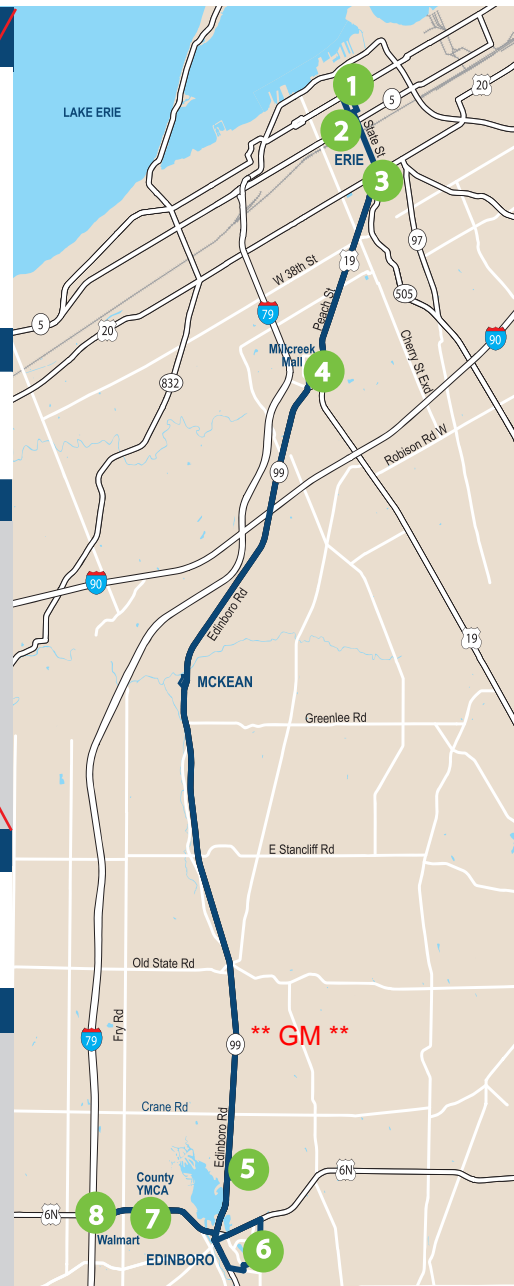 1
5
20
LAKE ERIE
2
State St
ERIE
3
97
19
W 38th St
505
79
Peach St
5
20
90
Cherry St Exd
Millcreek
Mall
4
832
Robison Rd W
99
90
Edinboro Rd
19
MCKEAN
Greenlee Rd
E Stancliff Rd
Old State Rd
Fry Rd
79
99
** GM **
Crane Rd
Edinboro Rd
5
6N
County
YMCA
6N
8
7
Walmart
EDINBORO
6